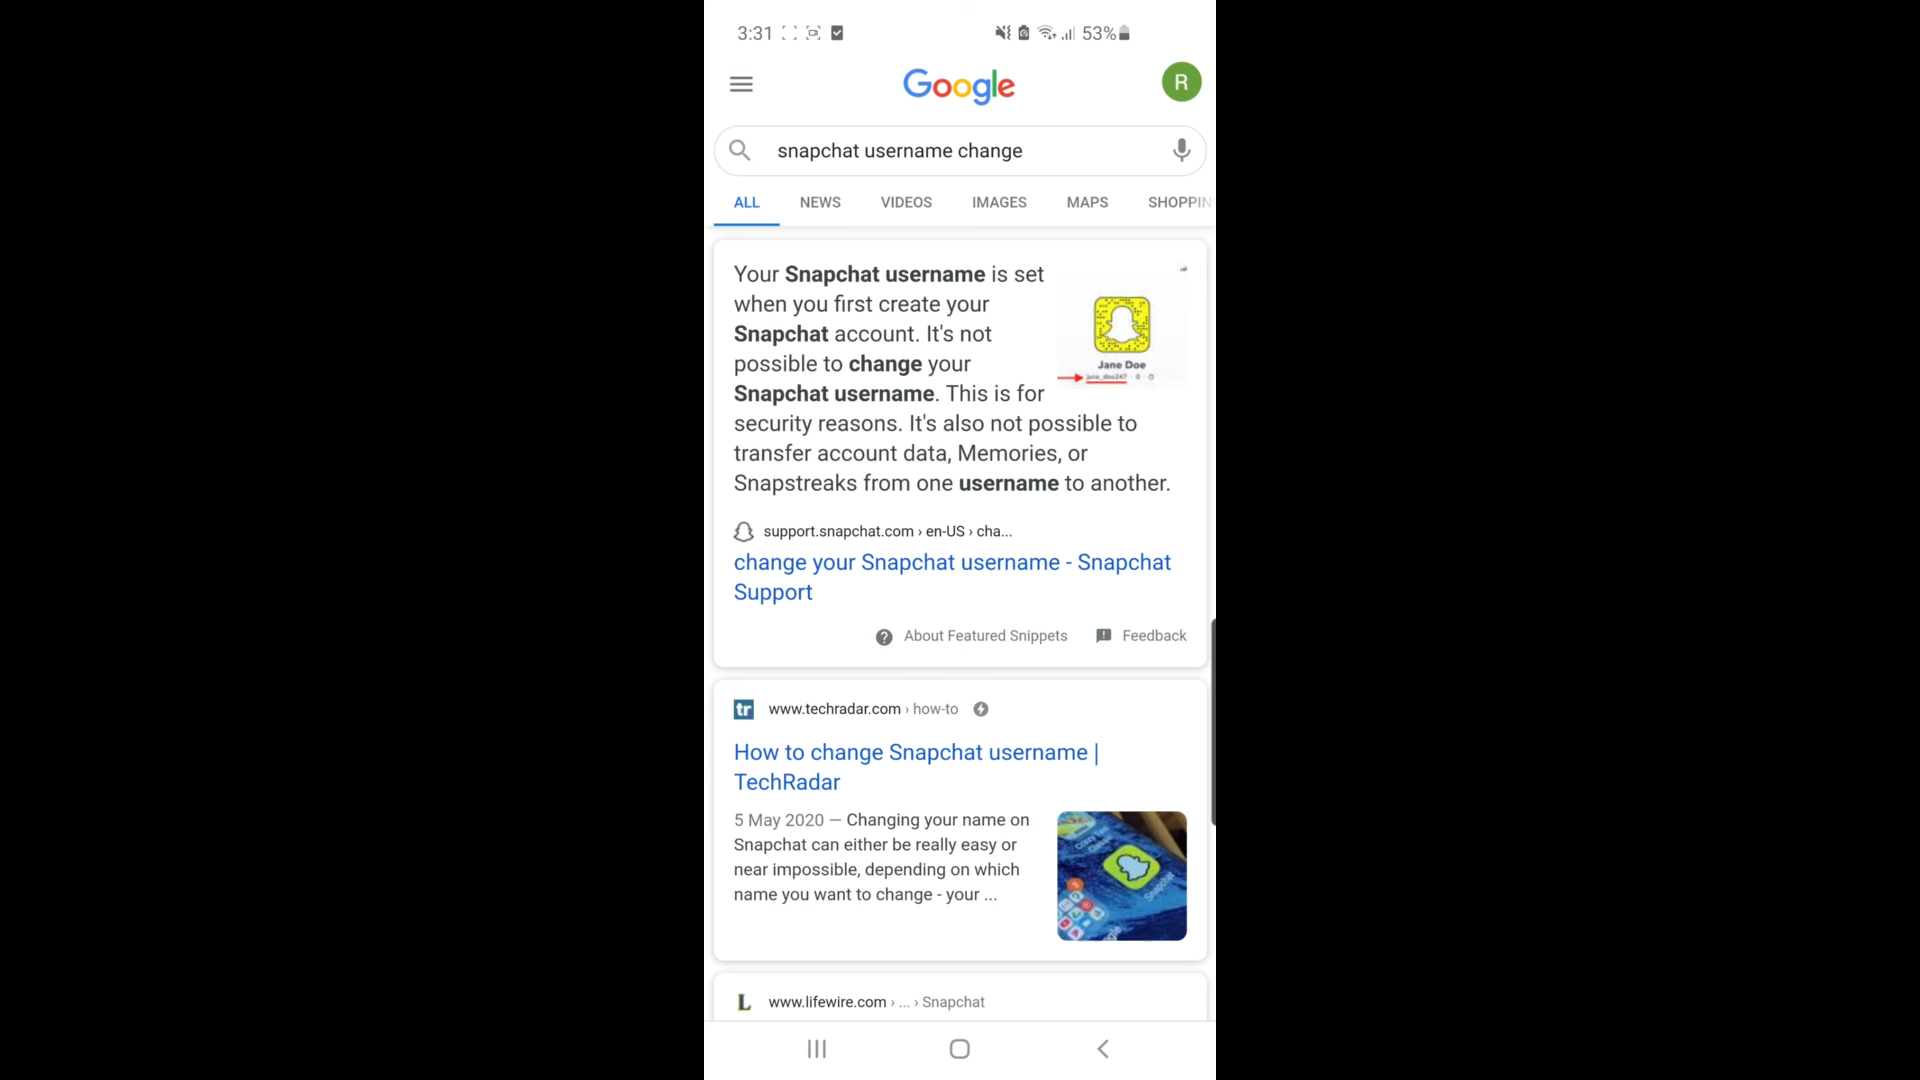 3:31
53%
Google
R
snapchat username change
ALL NEWS VIDEOS IMAGES MAPS SHOPPIN
Your Snapchat username is set
when you first create your
Snapchat account. It's not
possible to change your
Snapchat username. This is for
security reasons. It's also not possible to
transfer account data, Memories, or
Snapstreaks from one username to another.
Jane Doe
jane_doe247
support.snapchat.com › en-US › cha...
change your Snapchat username - Snapchat
Support
About Featured Snippets
Feedback
tr
www.techradar.com › how-to
How to change Snapchat username |
TechRadar
5 May 2020 — Changing your name on
Snapchat can either be really easy or
near impossible, depending on which
name you want to change - your ...
Snapchat
L
www.lifewire.com › ... › Snapchat